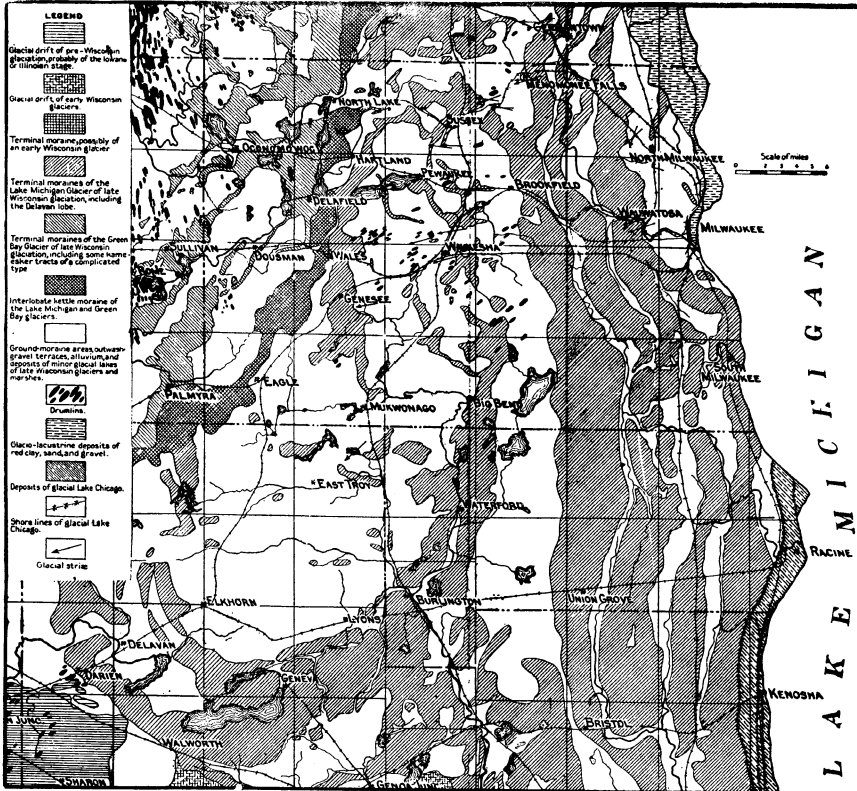 LEGEND
Glacial drift of pre-Wisconsin
glaciation, probably of the Iowan
or Illinoian stage.
Glacial drift of early Wisconsin
glaciers.
Terminal moraine, possibly of
an early Wisconsin glacier
Terminal moraines of the
Lake Michigan Glacier of late
Wisconsin glaciation, including
the Delavan lobe.
Terminal moraines of the Green
Bay Glacier of late Wisconsin
glaciation, including some kame
esker tracts of a complicated
type
Interlobate kettle moraine of
the Lake Michigan and Green
Bay glaciers.
Ground-moraine areas, outwash
gravel terraces, alluvium, and
deposits of minor glacial lakes
of late Wisconsin glaciers and
marshes.
Drumlins.
Glacio-lacustrine deposits of
red clay, sand, and gravel.
Deposits of glacial Lake Chicago.
Shore lines of glacial Lake
Chicago.
Glacial striae
MENOMONEE FALLS
NORTH LAKE
SUSSEX
OCONOMOWOC
HARTLAND
NORTH MILWAUKEE
Scale of miles
0 1 2 3 4 5 6
PEWAUKEE
BROOKFIELD
DELAFIELD
WAUWATOSA
MILWAUKEE
SULLIVAN
DOUSMAN
WALES
WAUKESHA
GENESEE
SOUTH
MILWAUKEE
EAGLE
PALMYRA
MUKWONAGO
BIG BEND
EAST TROY
WATERFORD
RACINE
ELKHORN
BURLINGTON
UNION GROVE
LYONS
DELAVAN
DARIEN
GENEVA
KENOSHA
BRISTOL
WALWORTH
SHARON
LAKE MICHIGAN